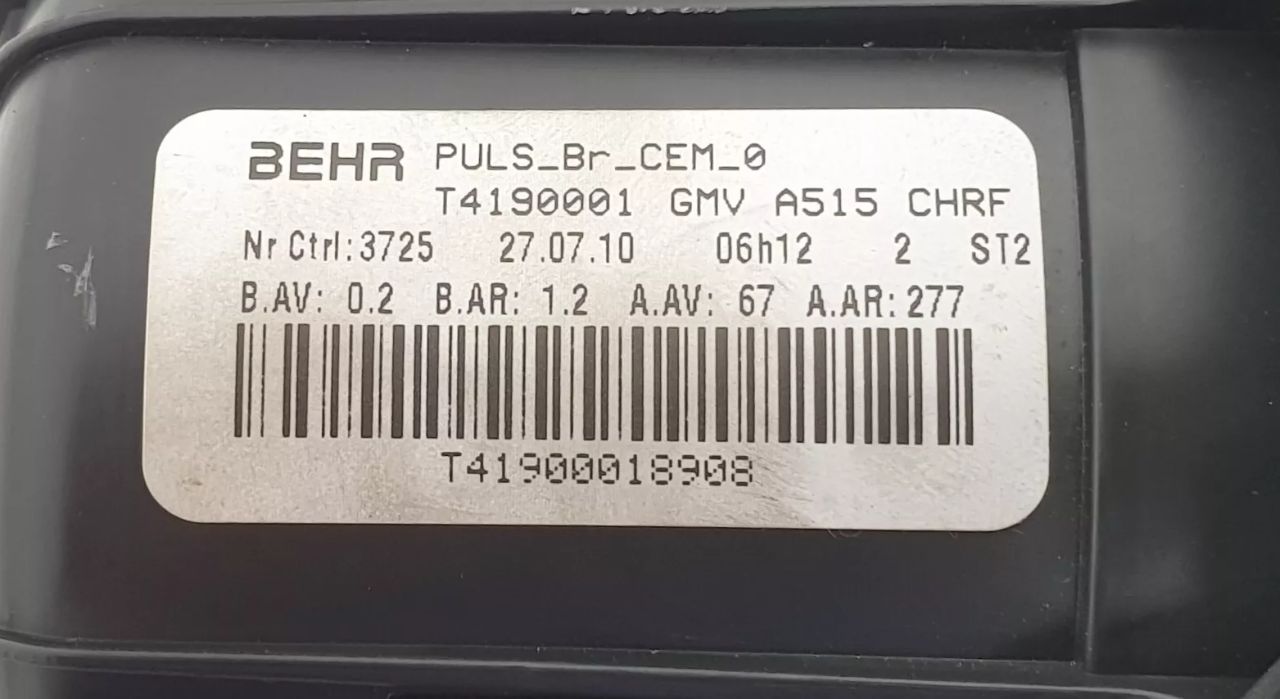 BEHR PULS_Br_CEM_0
T4190001 GMV A515 CHRF
Nr Ctrl:3725 27.07.10 06h12 2 ST2
B.AV: 0.2 B.AR: 1.2 A.AV: 67 A.AR: 277
T41900018908